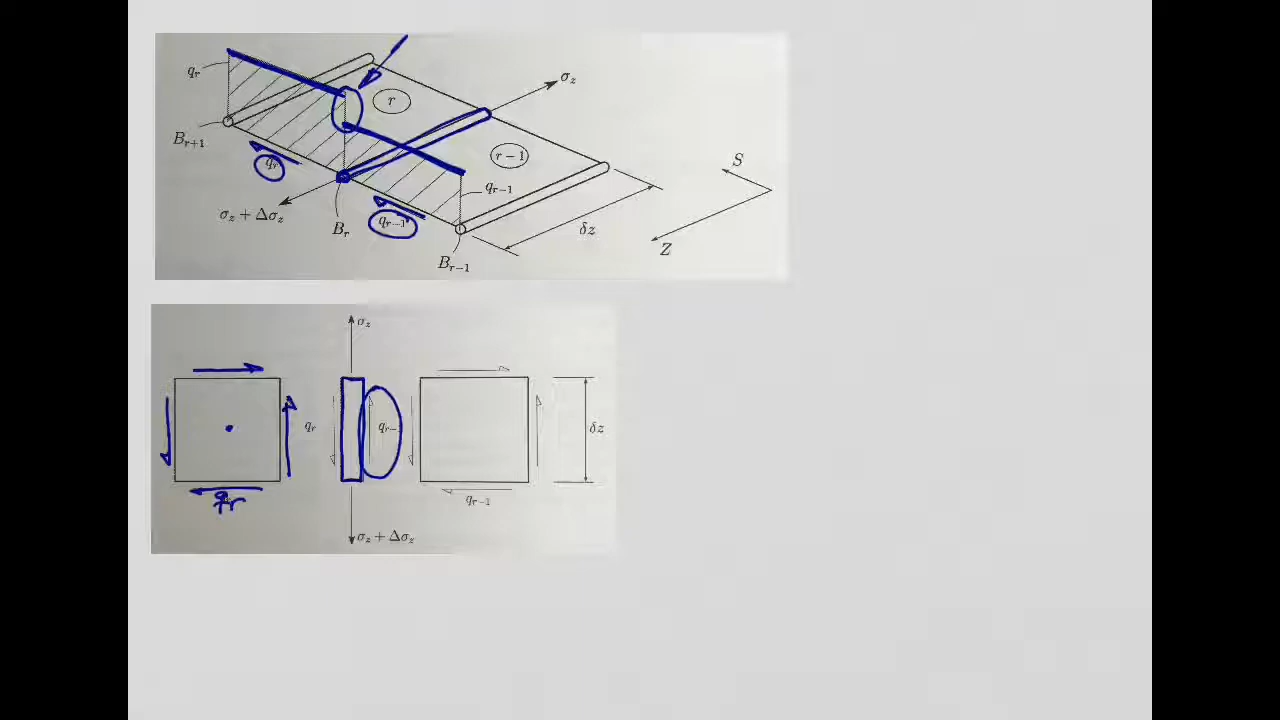 q_r
r
σ_z
B_{r+1}
r − 1
S
q_r
q_{r−1}
σ_z + Δσ_z
q_{r−1}
B_r
δz
Z
B_{r−1}
σ_z
q_r
q_{r−}
δz
q_r
q_{r−1}
σ_z + Δσ_z